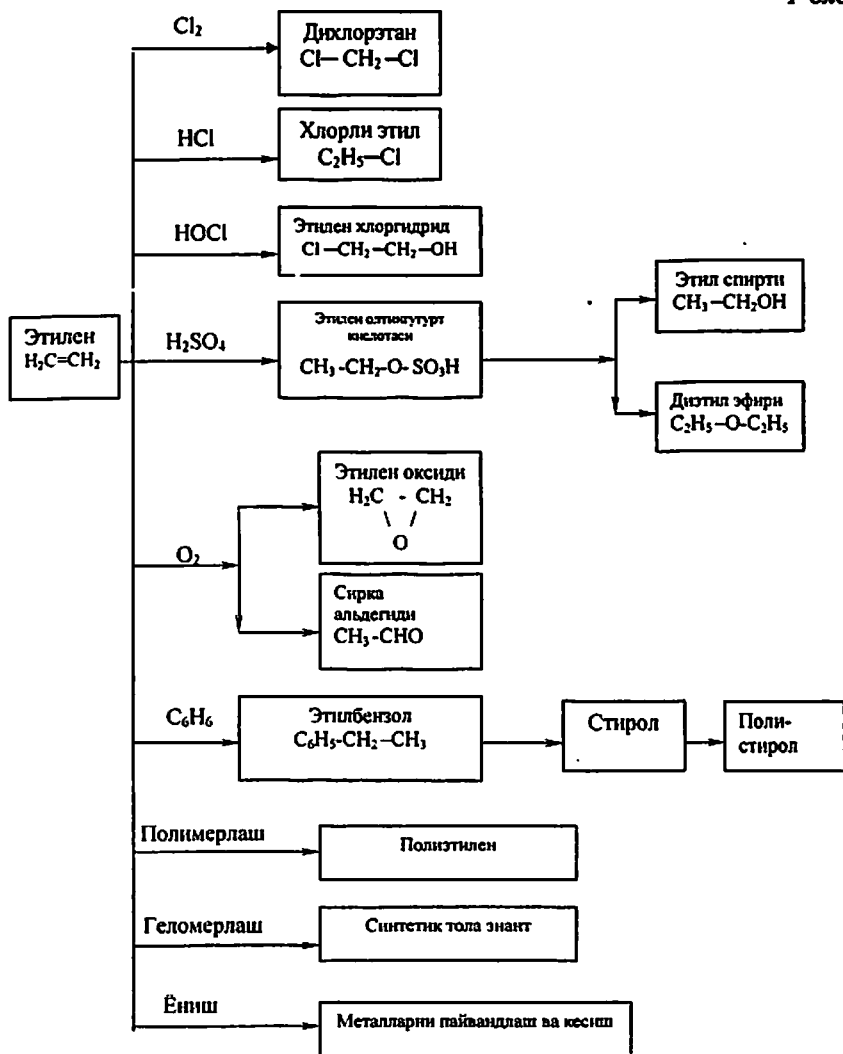 Cl₂
Дихлорэтан
Cl–CH₂–Cl
HCl
Хлорли этил
C₂H₅–Cl
HOCl
Этилен хлоргидрид
Cl–CH₂–CH₂–OH
Этилен
H₂C=CH₂
H₂SO₄
Этилен олтингугурт
кислотаси
CH₃-CH₂-O-SO₃H
Этил спирти
CH₃–CH₂OH
Диэтил эфири
C₂H₅–O–C₂H₅
O₂
Этилен оксиди
H₂C - CH₂
\ /
O
Сирка
альдегиди
CH₃-CHO
C₆H₆
Этилбензол
C₆H₅-CH₂–CH₃
Стирол
Поли-
стирол
Полимерлаш
Полиэтилен
Геломерлаш
Синтетик тола энант
Ёниш
Металларни пайвандлаш ва кесиш